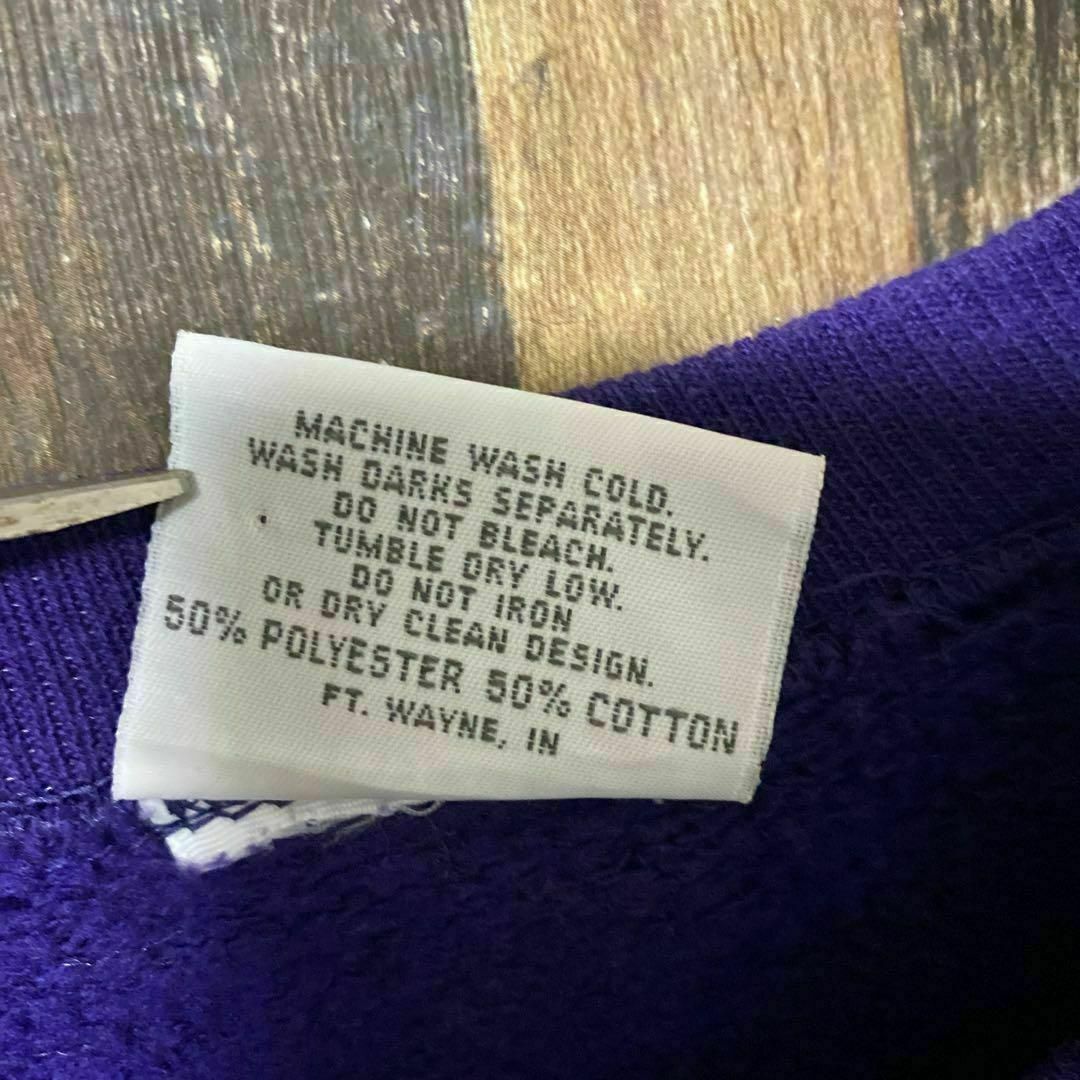 MACHINE WASH COLD.
WASH DARKS SEPARATELY.
DO NOT BLEACH.
TUMBLE DRY LOW.
DO NOT IRON
OR DRY CLEAN DESIGN.
50% POLYESTER 50% COTTON
FT. WAYNE, IN